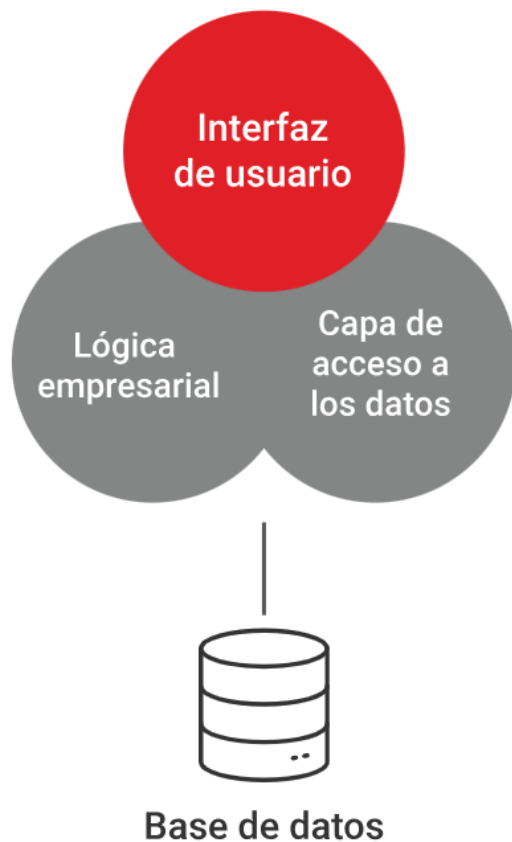 Interfaz
de usuario
Lógica
empresarial
Capa de
acceso a
los datos
Base de datos